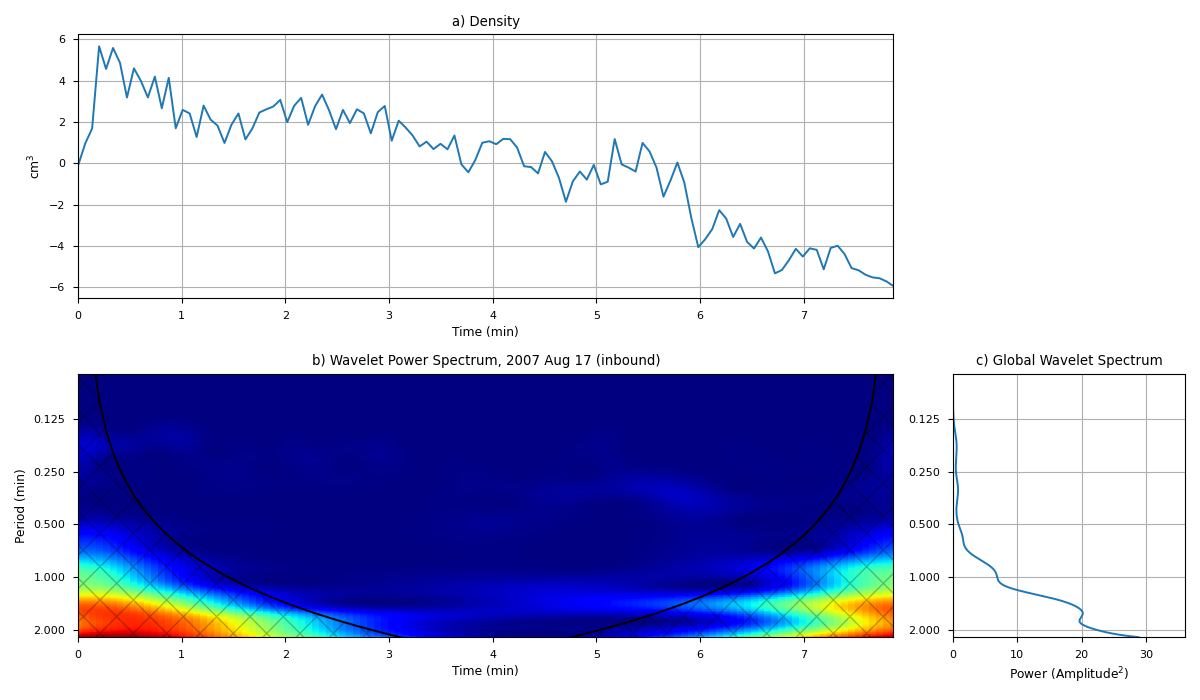 a) Density
6
4
2
0
−2
−4
−6
cm³
0 1 2 3 4 5 6 7
Time (min)
b) Wavelet Power Spectrum, 2007 Aug 17 (inbound)
0.125
0.250
0.500
1.000
2.000
Period (min)
0 1 2 3 4 5 6 7
Time (min)
c) Global Wavelet Spectrum
0.125
0.250
0.500
1.000
2.000
0 10 20 30
Power (Amplitude²)